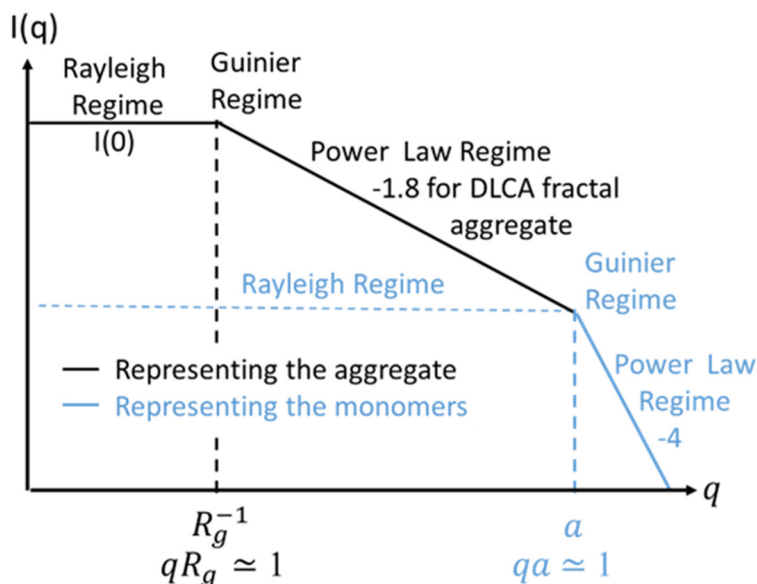 I(q)
Rayleigh
Regime
I(0)
Guinier
Regime
Power Law Regime
-1.8 for DLCA fractal
aggregate
Guinier
Regime
Rayleigh Regime
Representing the aggregate
Representing the monomers
Power Law
Regime
-4
q
R_g^{-1}
qR_g ≃ 1
a
qa ≃ 1